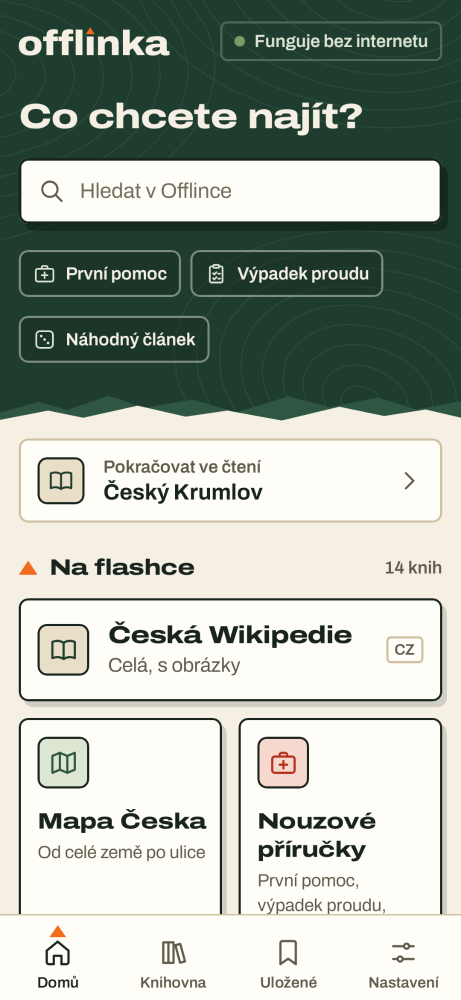 offlinka
Funguje bez internetu
Co chcete najít?
Hledat v Offlince
První pomoc
Výpadek proudu
Náhodný článek
Pokračovat ve čtení
Český Krumlov
Na flashce
14 knih
Česká Wikipedie
Celá, s obrázky
CZ
Mapa Česka
Od celé země po ulice
Nouzové
příručky
První pomoc,
výpadek proudu,
Domů
Knihovna
Uložené
Nastavení